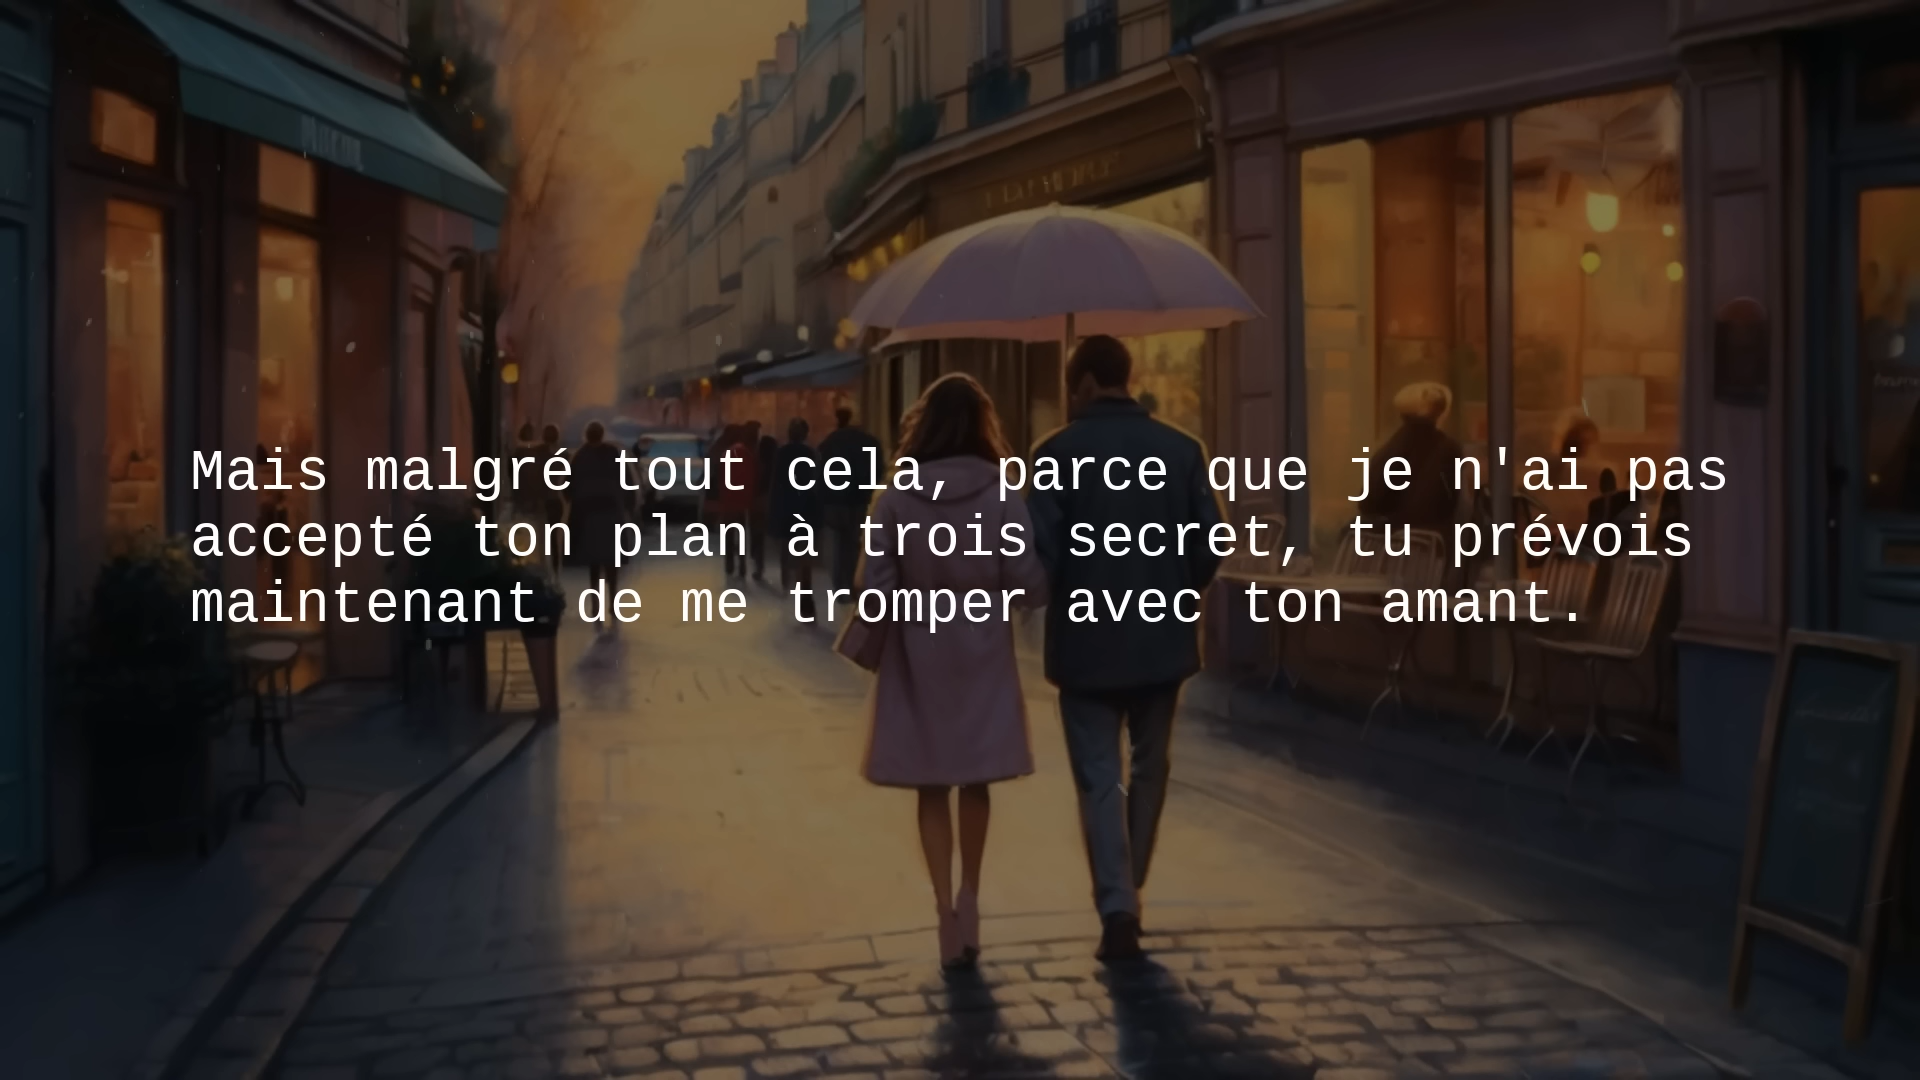 Mais malgré tout cela, parce que je n'ai pas
accepté ton plan à trois secret, tu prévois
maintenant de me tromper avec ton amant.